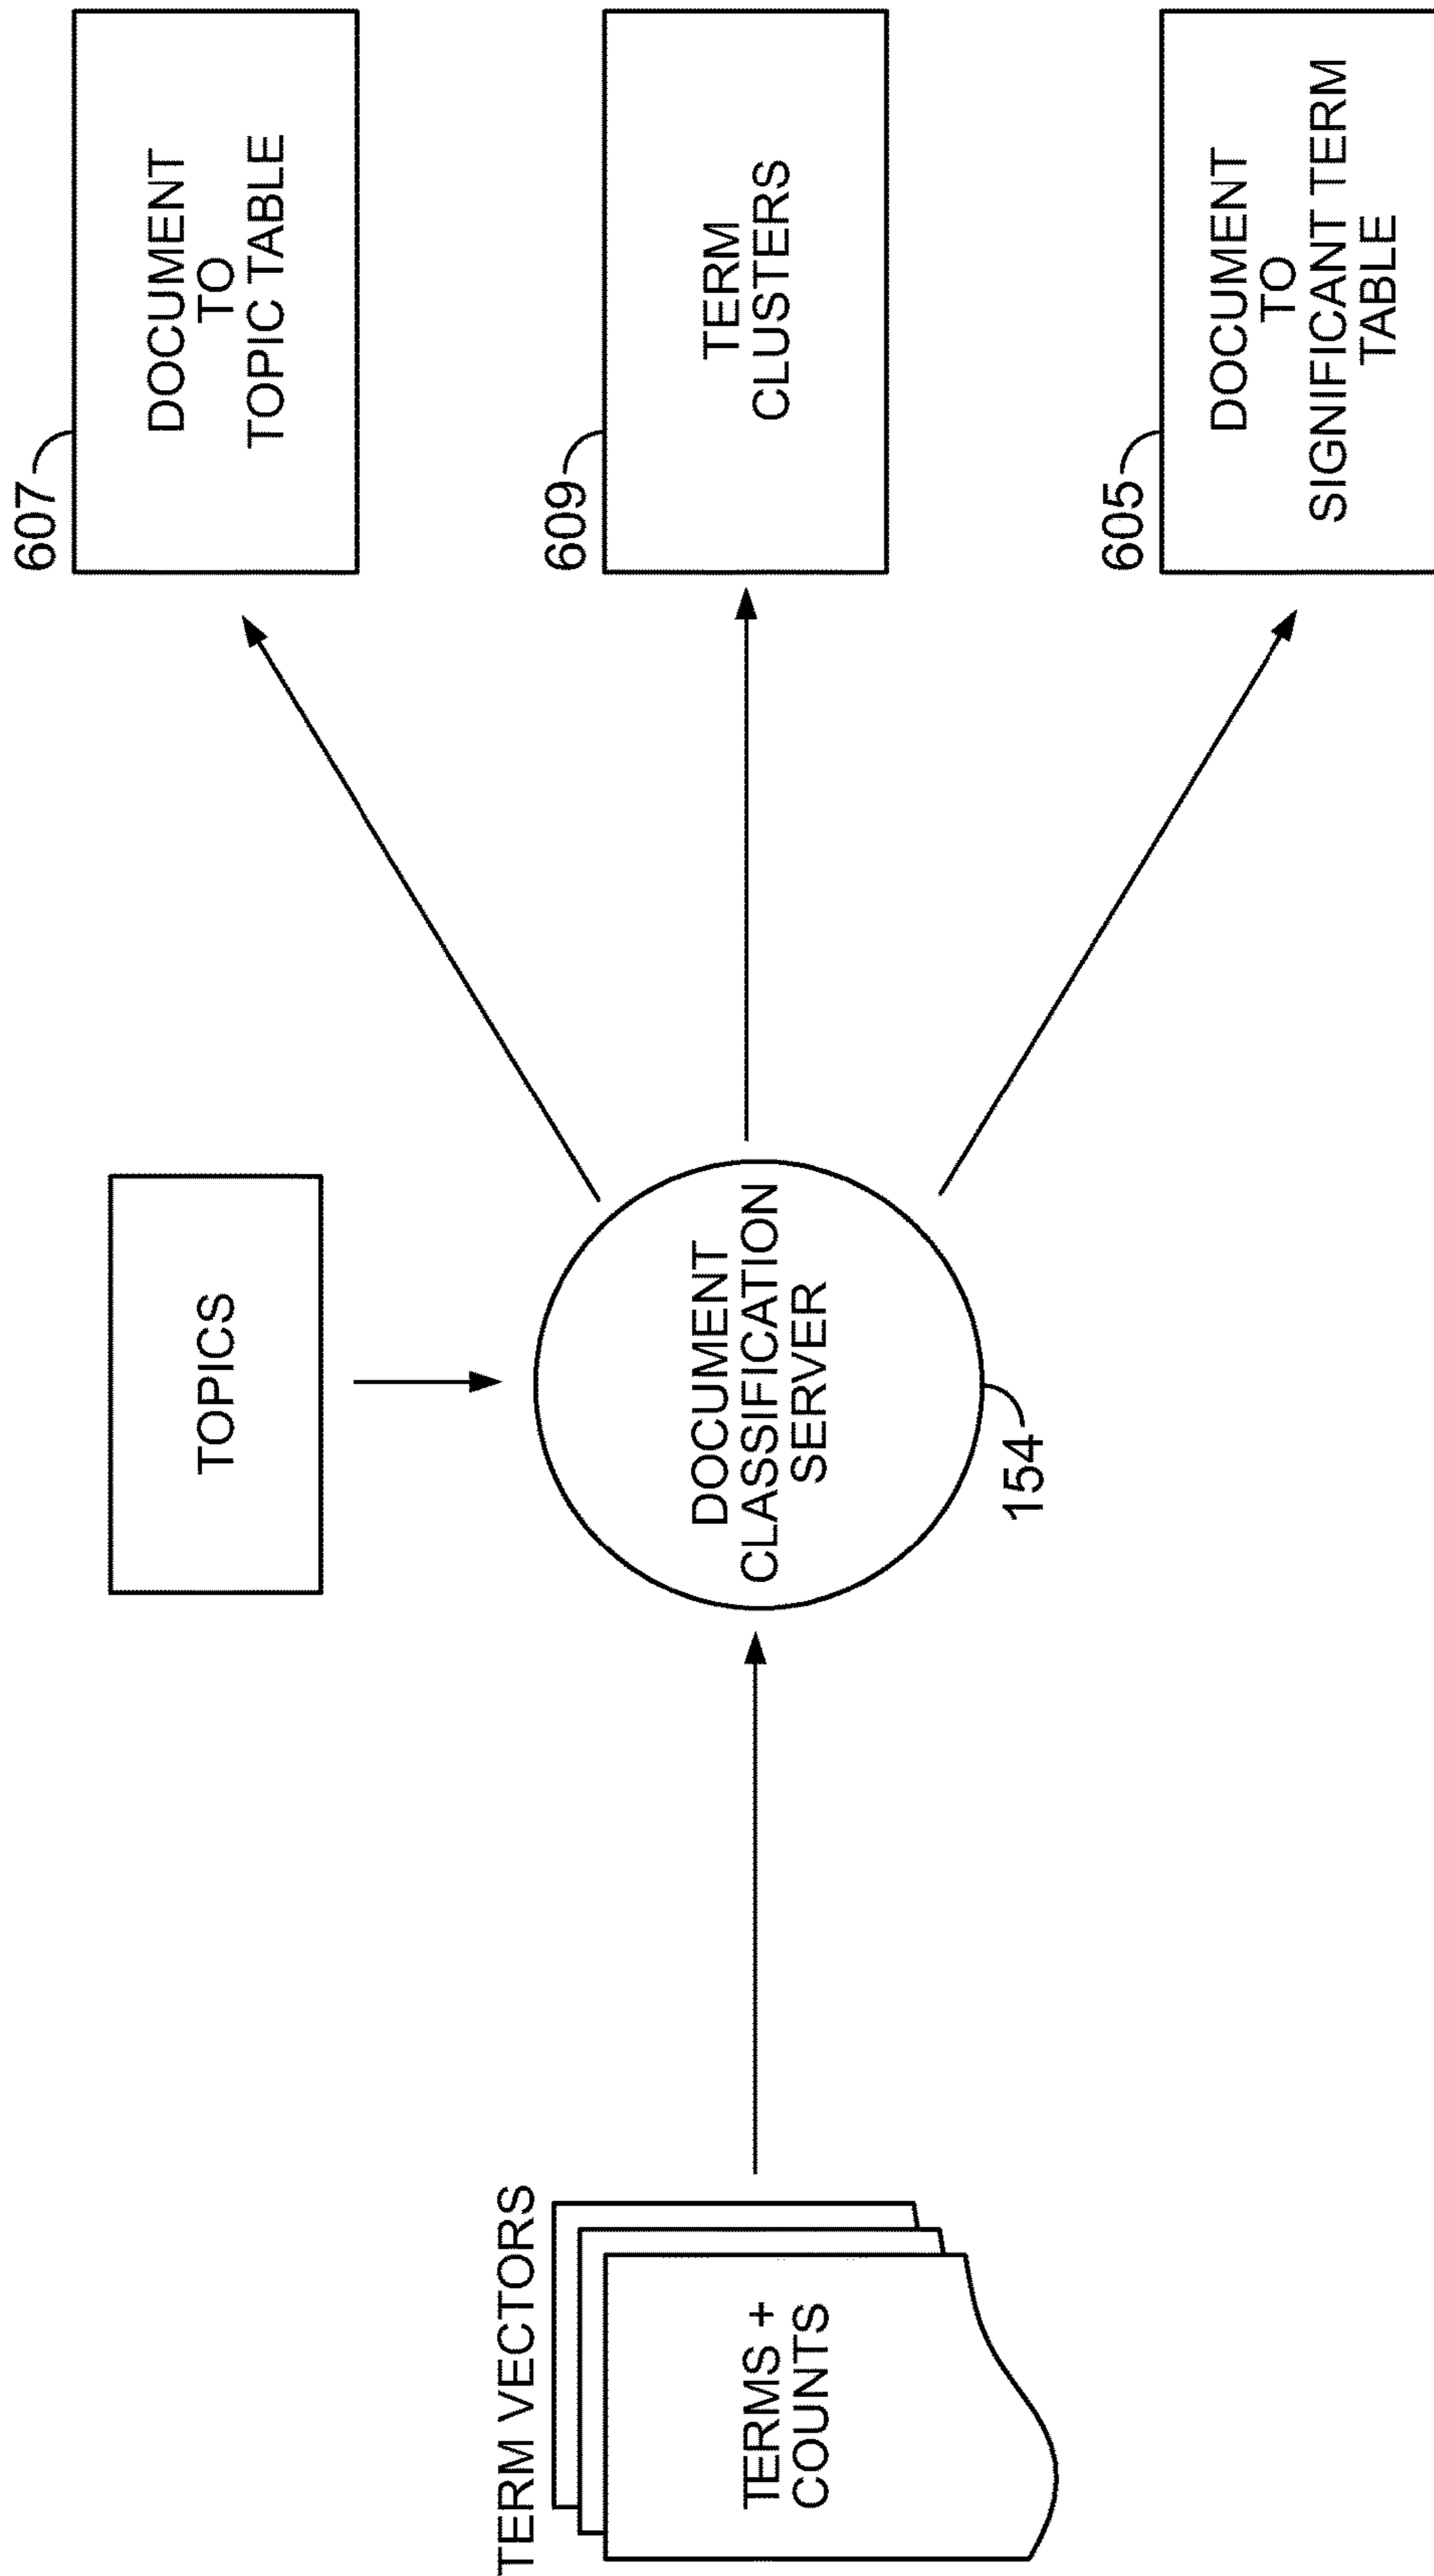 TERM VECTORS
TERMS +
COUNTS
TOPICS
DOCUMENT
CLASSIFICATION
SERVER
154
607
DOCUMENT
TO
TOPIC TABLE
609
TERM
CLUSTERS
605
DOCUMENT
TO
SIGNIFICANT TERM
TABLE